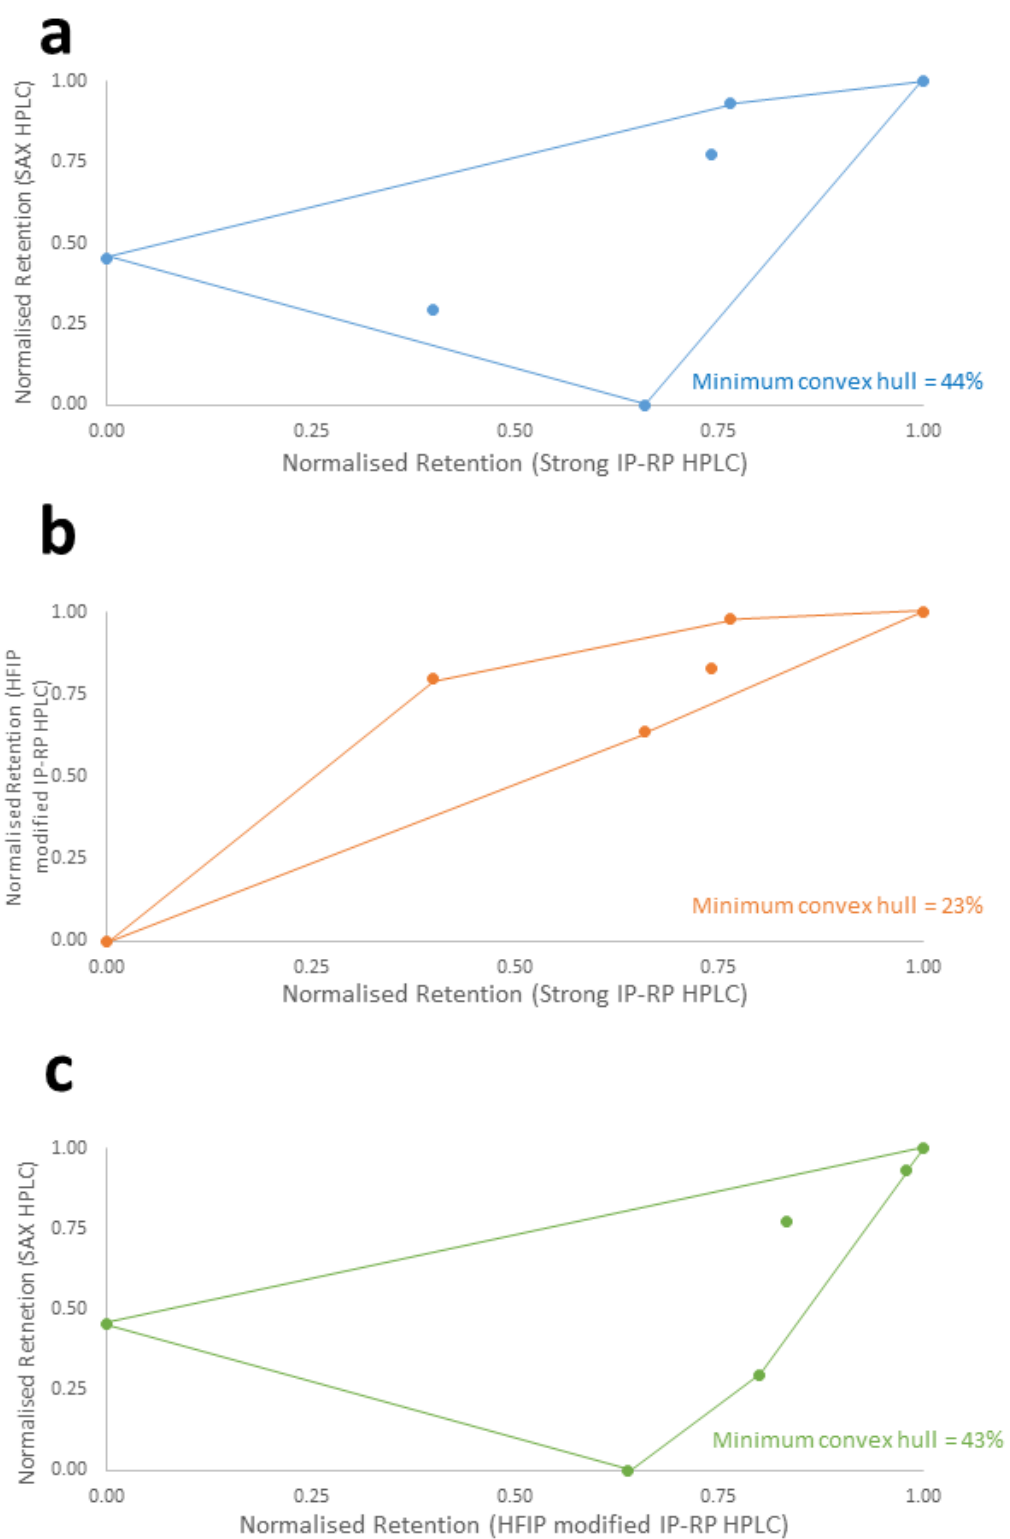 a
Normalised Retention (SAX HPLC)
1.00
0.75
0.50
0.25
0.00
Minimum convex hull = 44%
0.00 0.25 0.50 0.75 1.00
Normalised Retention (Strong IP-RP HPLC)
b
Normalised Retention (HFIP
modified IP-RP HPLC)
1.00
0.75
0.50
0.25
0.00
Minimum convex hull = 23%
0.00 0.25 0.50 0.75 1.00
Normalised Retention (Strong IP-RP HPLC)
c
Normalised Retnetion (SAX HPLC)
1.00
0.75
0.50
0.25
0.00
Minimum convex hull = 43%
0.00 0.25 0.50 0.75 1.00
Normalised Retention (HFIP modified IP-RP HPLC)